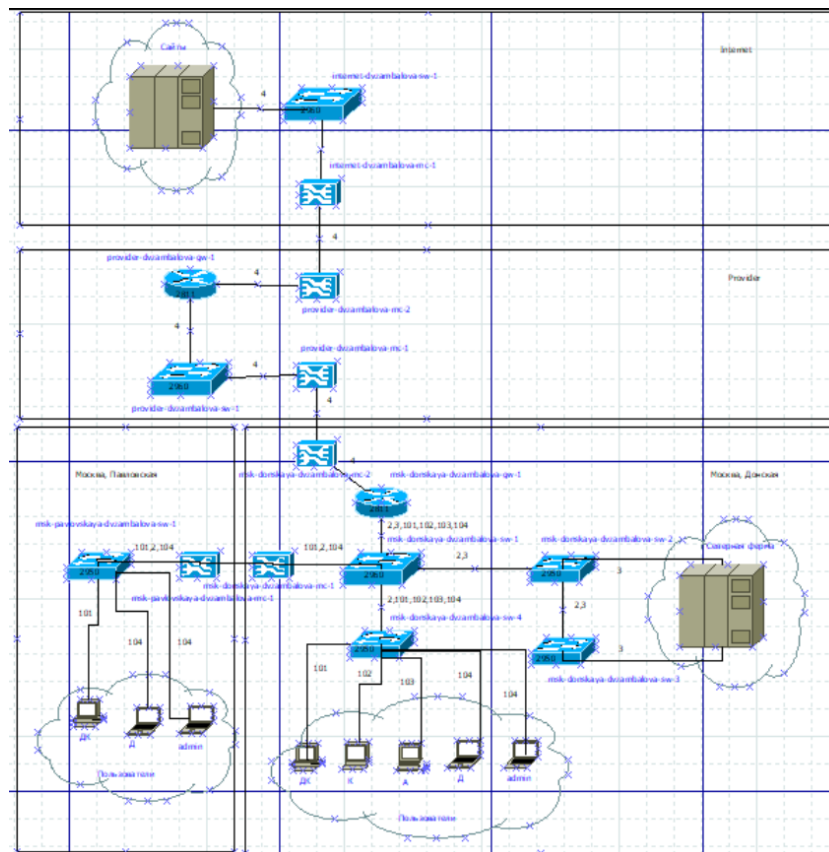 Сайты
internet-dvzambalova-sw-1
Internet
4
2960
internet-dvzambalova-mc-1
4
provider-dvzambalova-gw-1
Provider
4
2811
provider-dvzambalova-mc-2
4
provider-dvzambalova-mc-1
4
2960
provider-dvzambalova-sw-1
4
4
Москва, Павловская
msk-donskaya-dvzambalova-mc-2
msk-donskaya-dvzambalova-gw-1
Москва, Донская
2811
msk-pavlovskaya-dvzambalova-sw-1
2,3,101,102,103,104
msk-donskaya-dvzambalova-sw-1
msk-donskaya-dvzambalova-sw-2
Серверная ферма
101,2,104
101,2,104
2,3
3
2950
2960
2950
msk-donskaya-dvzambalova-mc-1
msk-pavlovskaya-dvzambalova-mc-1
2,101,102,103,104
2,3
101
104
104
msk-donskaya-dvzambalova-sw-4
2950
2950
3
101
102
103
104
104
msk-donskaya-dvzambalova-sw-3
ДК
Д
admin
Пользователи
ДК
К
А
Д
admin
Пользователи